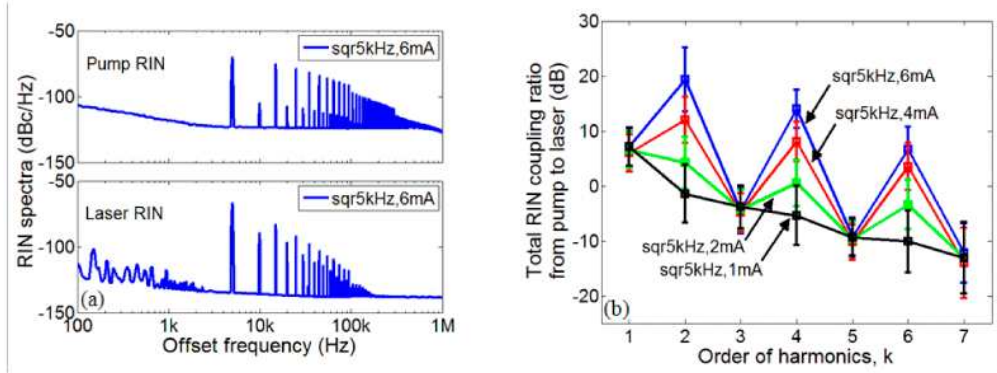 -50
-100
-150
Pump RIN
sqr5kHz,6mA
RIN spectra (dBc/Hz)
-50
-100
-150
Laser RIN
sqr5kHz,6mA
(a)
100 1k 10k 100k 1M
Offset frequency (Hz)
Total RIN coupling ratio
from pump to laser (dB)
30
20
10
0
-10
-20
sqr5kHz,6mA
sqr5kHz,4mA
sqr5kHz,2mA
sqr5kHz,1mA
(b)
1 2 3 4 5 6 7
Order of harmonics, k